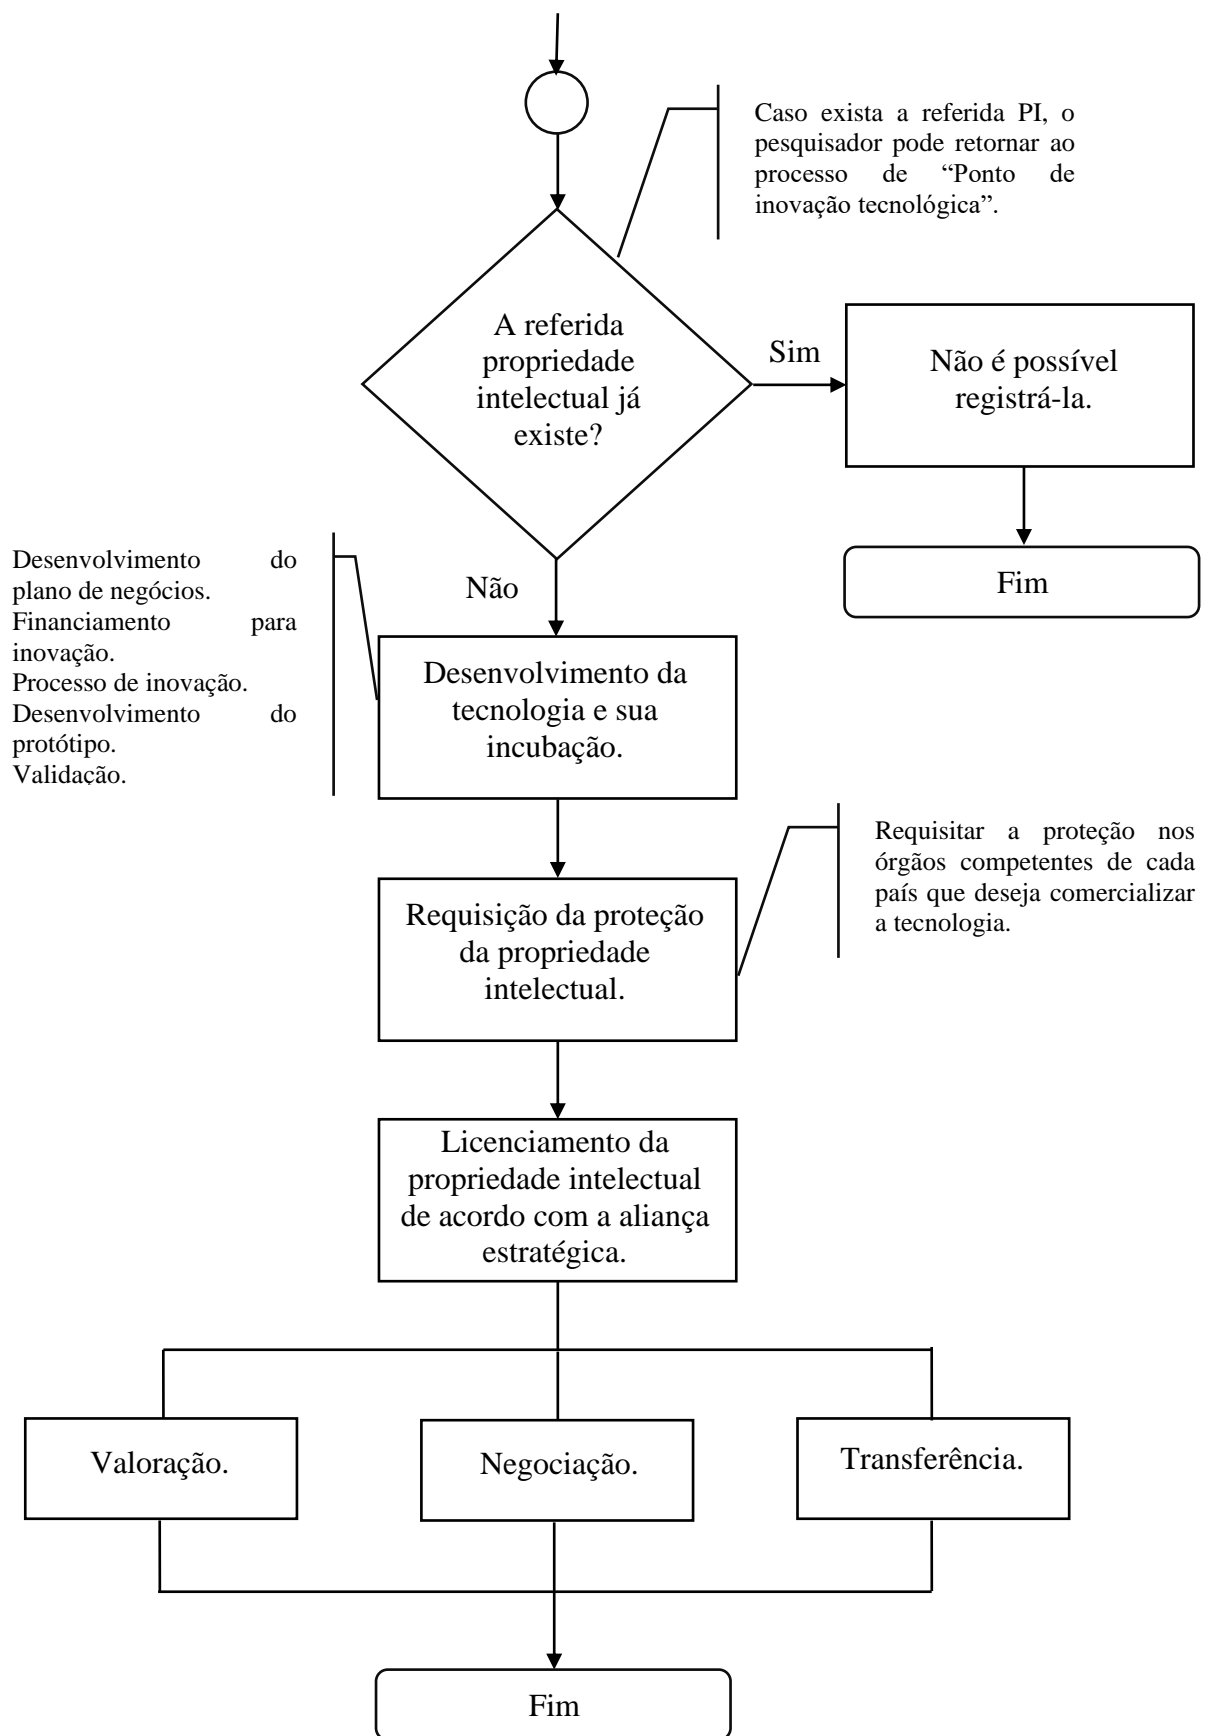 Caso exista a referida PI, o
pesquisador pode retornar ao
processo de “Ponto de
inovação tecnológica”.
A referida
propriedade
intelectual já
existe?
Sim
Não é possível
registrá-la.
Fim
Não
Desenvolvimento do
plano de negócios.
Financiamento para
inovação.
Processo de inovação.
Desenvolvimento do
protótipo.
Validação.
Desenvolvimento da
tecnologia e sua
incubação.
Requisitar a proteção nos
órgãos competentes de cada
país que deseja comercializar
a tecnologia.
Requisição da proteção
da propriedade
intelectual.
Licenciamento da
propriedade intelectual
de acordo com a aliança
estratégica.
Valoração.
Negociação.
Transferência.
Fim